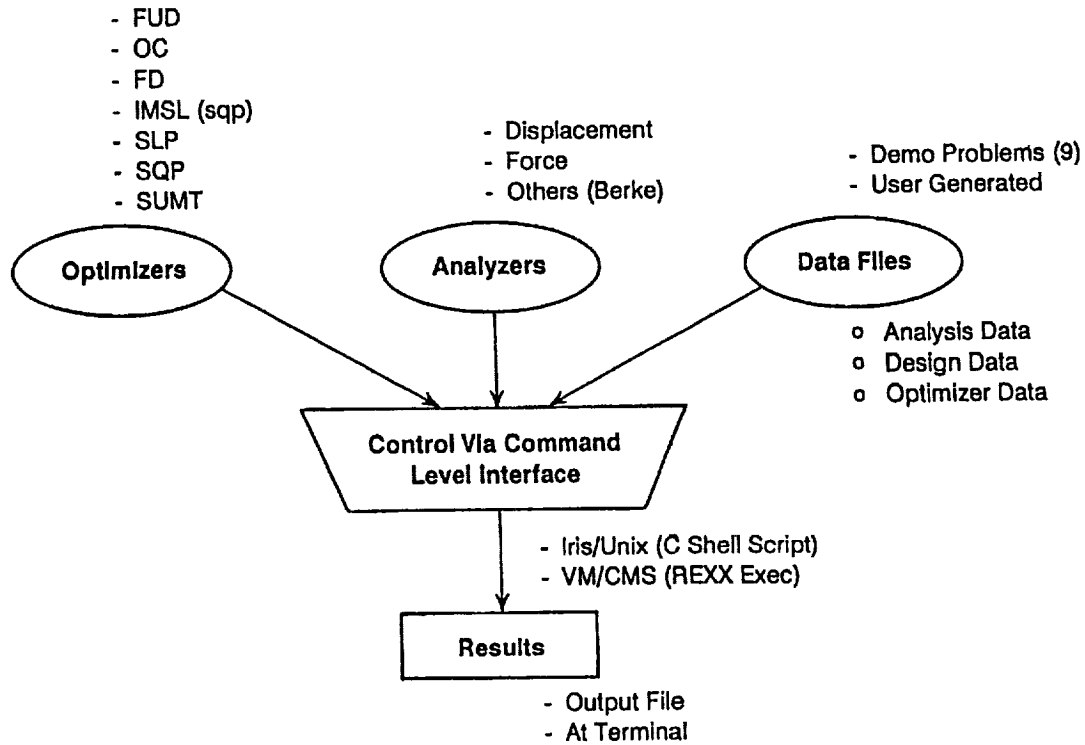 - FUD
- OC
- FD
- IMSL (sqp)
- SLP
- SQP
- SUMT
Optimizers
- Displacement
- Force
- Others (Berke)
Analyzers
- Demo Problems (9)
- User Generated
Data Files
o Analysis Data
o Design Data
o Optimizer Data
Control Via Command
Level Interface
- Iris/Unix (C Shell Script)
- VM/CMS (REXX Exec)
Results
- Output File
- At Terminal